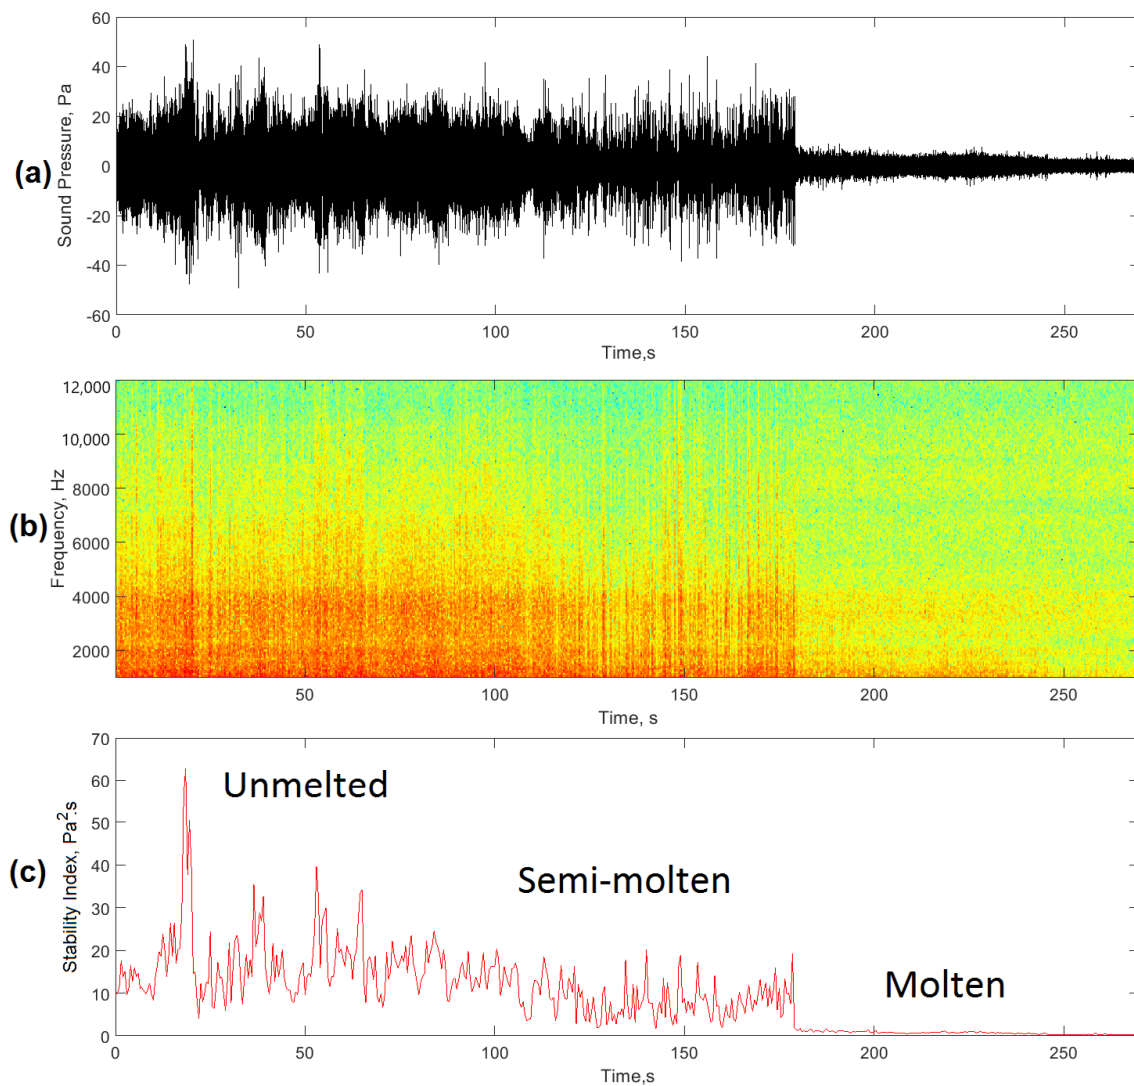 60
40
20
0
-20
-40
-60
Sound Pressure, Pa
(a)
0 50 100 150 200 250
Time,s
12,000
10,000
8000
6000
4000
2000
Frequency, Hz
(b)
50 100 150 200 250
Time, s
70
60
50
40
30
20
10
0
Stability Index, Pa².s
(c)
Unmelted
Semi-molten
Molten
0 50 100 150 200 250
Time,s